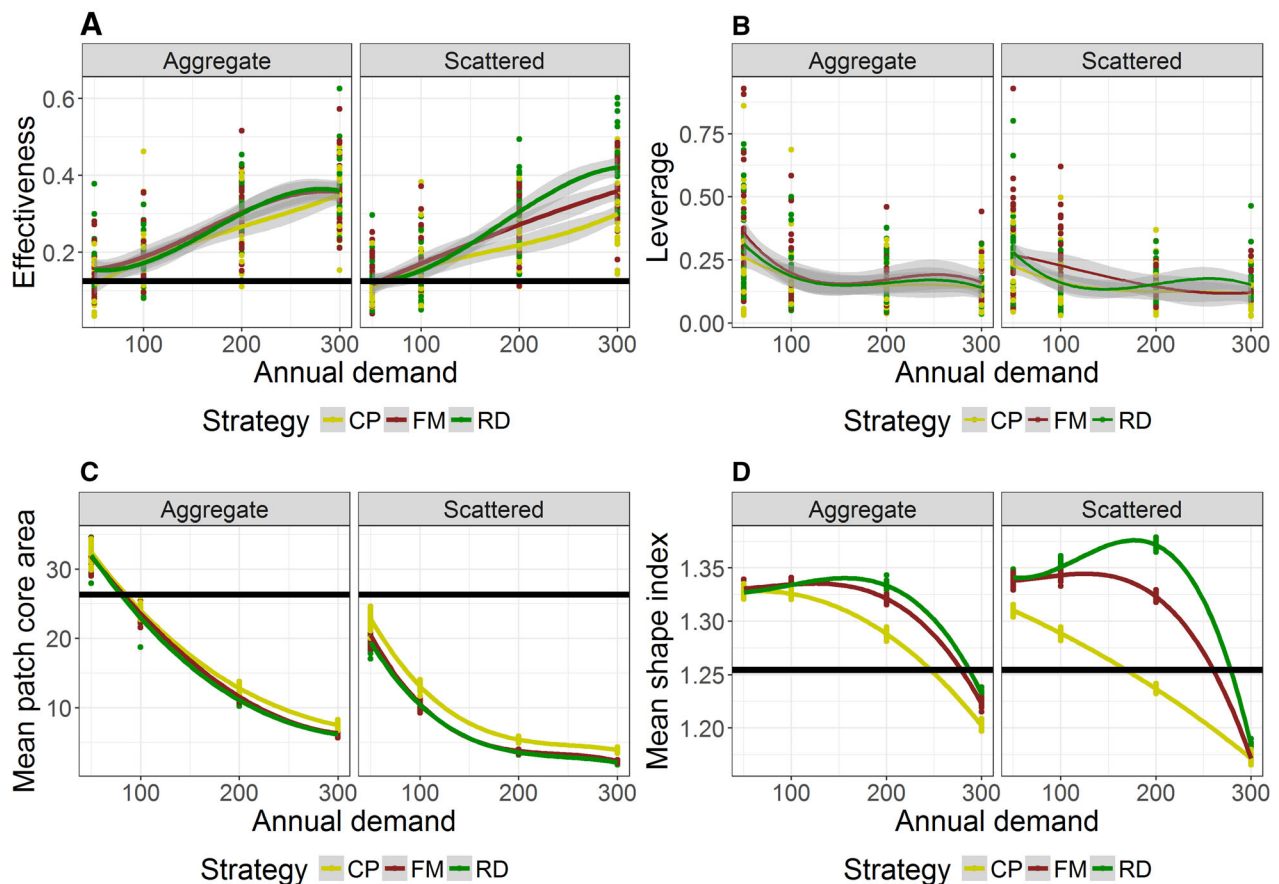 A
Aggregate Scattered
Effectiveness
0.6
0.4
0.2
100 200 300 100 200 300
Annual demand
Strategy CP FM RD
B
Aggregate Scattered
Leverage
0.75
0.50
0.25
0.00
100 200 300 100 200 300
Annual demand
Strategy CP FM RD
C
Aggregate Scattered
Mean patch core area
30
20
10
100 200 300 100 200 300
Annual demand
Strategy CP FM RD
D
Aggregate Scattered
Mean shape index
1.35
1.30
1.25
1.20
100 200 300 100 200 300
Annual demand
Strategy CP FM RD